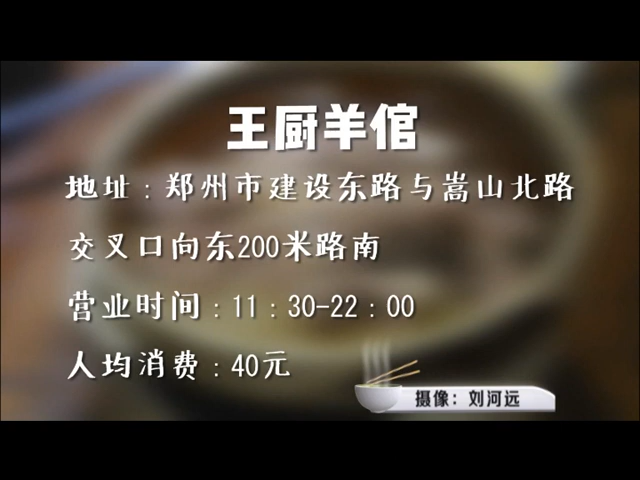 王厨羊倌
地址：郑州市建设东路与嵩山北路
交叉口向东200米路南
营业时间：11：30-22：00
人均消费：40元
摄像：刘河远